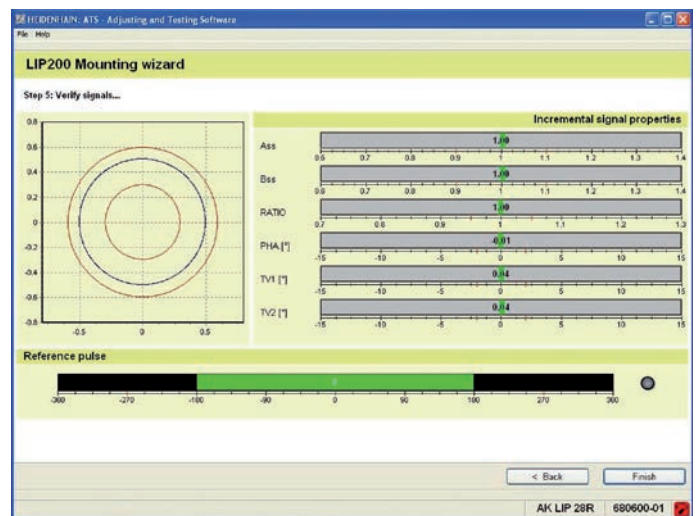 HEIDENHAIN: ATS - Adjusting and Testing Software
File Help
LIP200 Mounting wizard
Step 5: Verify signals...
Incremental signal properties
0.8
0.6
0.4
0.2
0
-0.2
-0.4
-0.6
-0.8
-0.5 0 0.5
Ass 1.00
0.6 0.7 0.8 0.9 1 1.1 1.2 1.3 1.4
Bss 1.00
0.6 0.7 0.8 0.9 1 1.1 1.2 1.3 1.4
RATIO 1.00
0.7 0.8 0.9 1 1.1 1.2 1.3
PHA [°] -0.01
-15 -10 -5 0 5 10 15
TV1 [°] 0.04
-15 -10 -5 0 5 10 15
TV2 [°] 0.04
-15 -10 -5 0 5 10 15
Reference pulse
-360 -270 -180 -90 0 90 180 270 360
< Back Finish
AK LIP 28R 680600-01